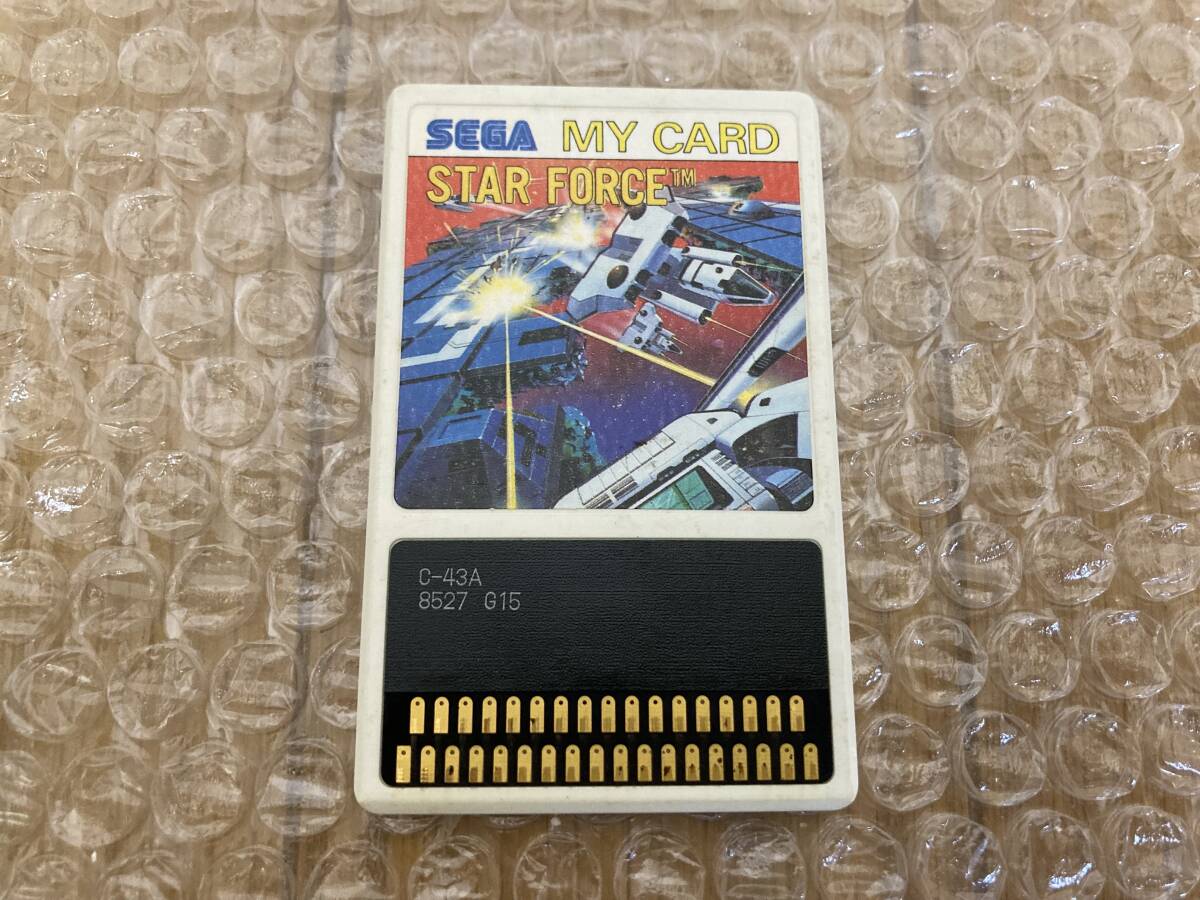 SEGA MY CARD
STAR FORCE™
C-43A
8527 G15